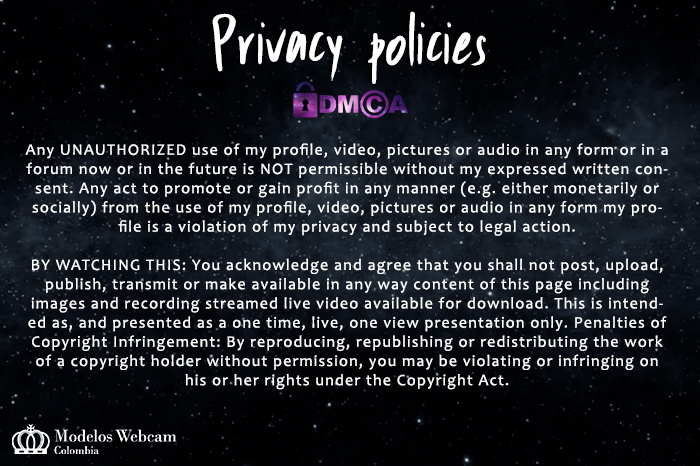 Privacy policies
DMCA
Any UNAUTHORIZED use of my profile, video, pictures or audio in any form or in a
forum now or in the future is NOT permissible without my expressed written con-
sent. Any act to promote or gain profit in any manner (e.g. either monetarily or
socially) from the use of my profile, video, pictures or audio in any form my pro-
file is a violation of my privacy and subject to legal action.
BY WATCHING THIS: You acknowledge and agree that you shall not post, upload,
publish, transmit or make available in any way content of this page including
images and recording streamed live video available for download. This is intend-
ed as, and presented as a one time, live, one view presentation only. Penalties of
Copyright Infringement: By reproducing, republishing or redistributing the work
of a copyright holder without permission, you may be violating or infringing on
his or her rights under the Copyright Act.
Modelos Webcam
Colombia